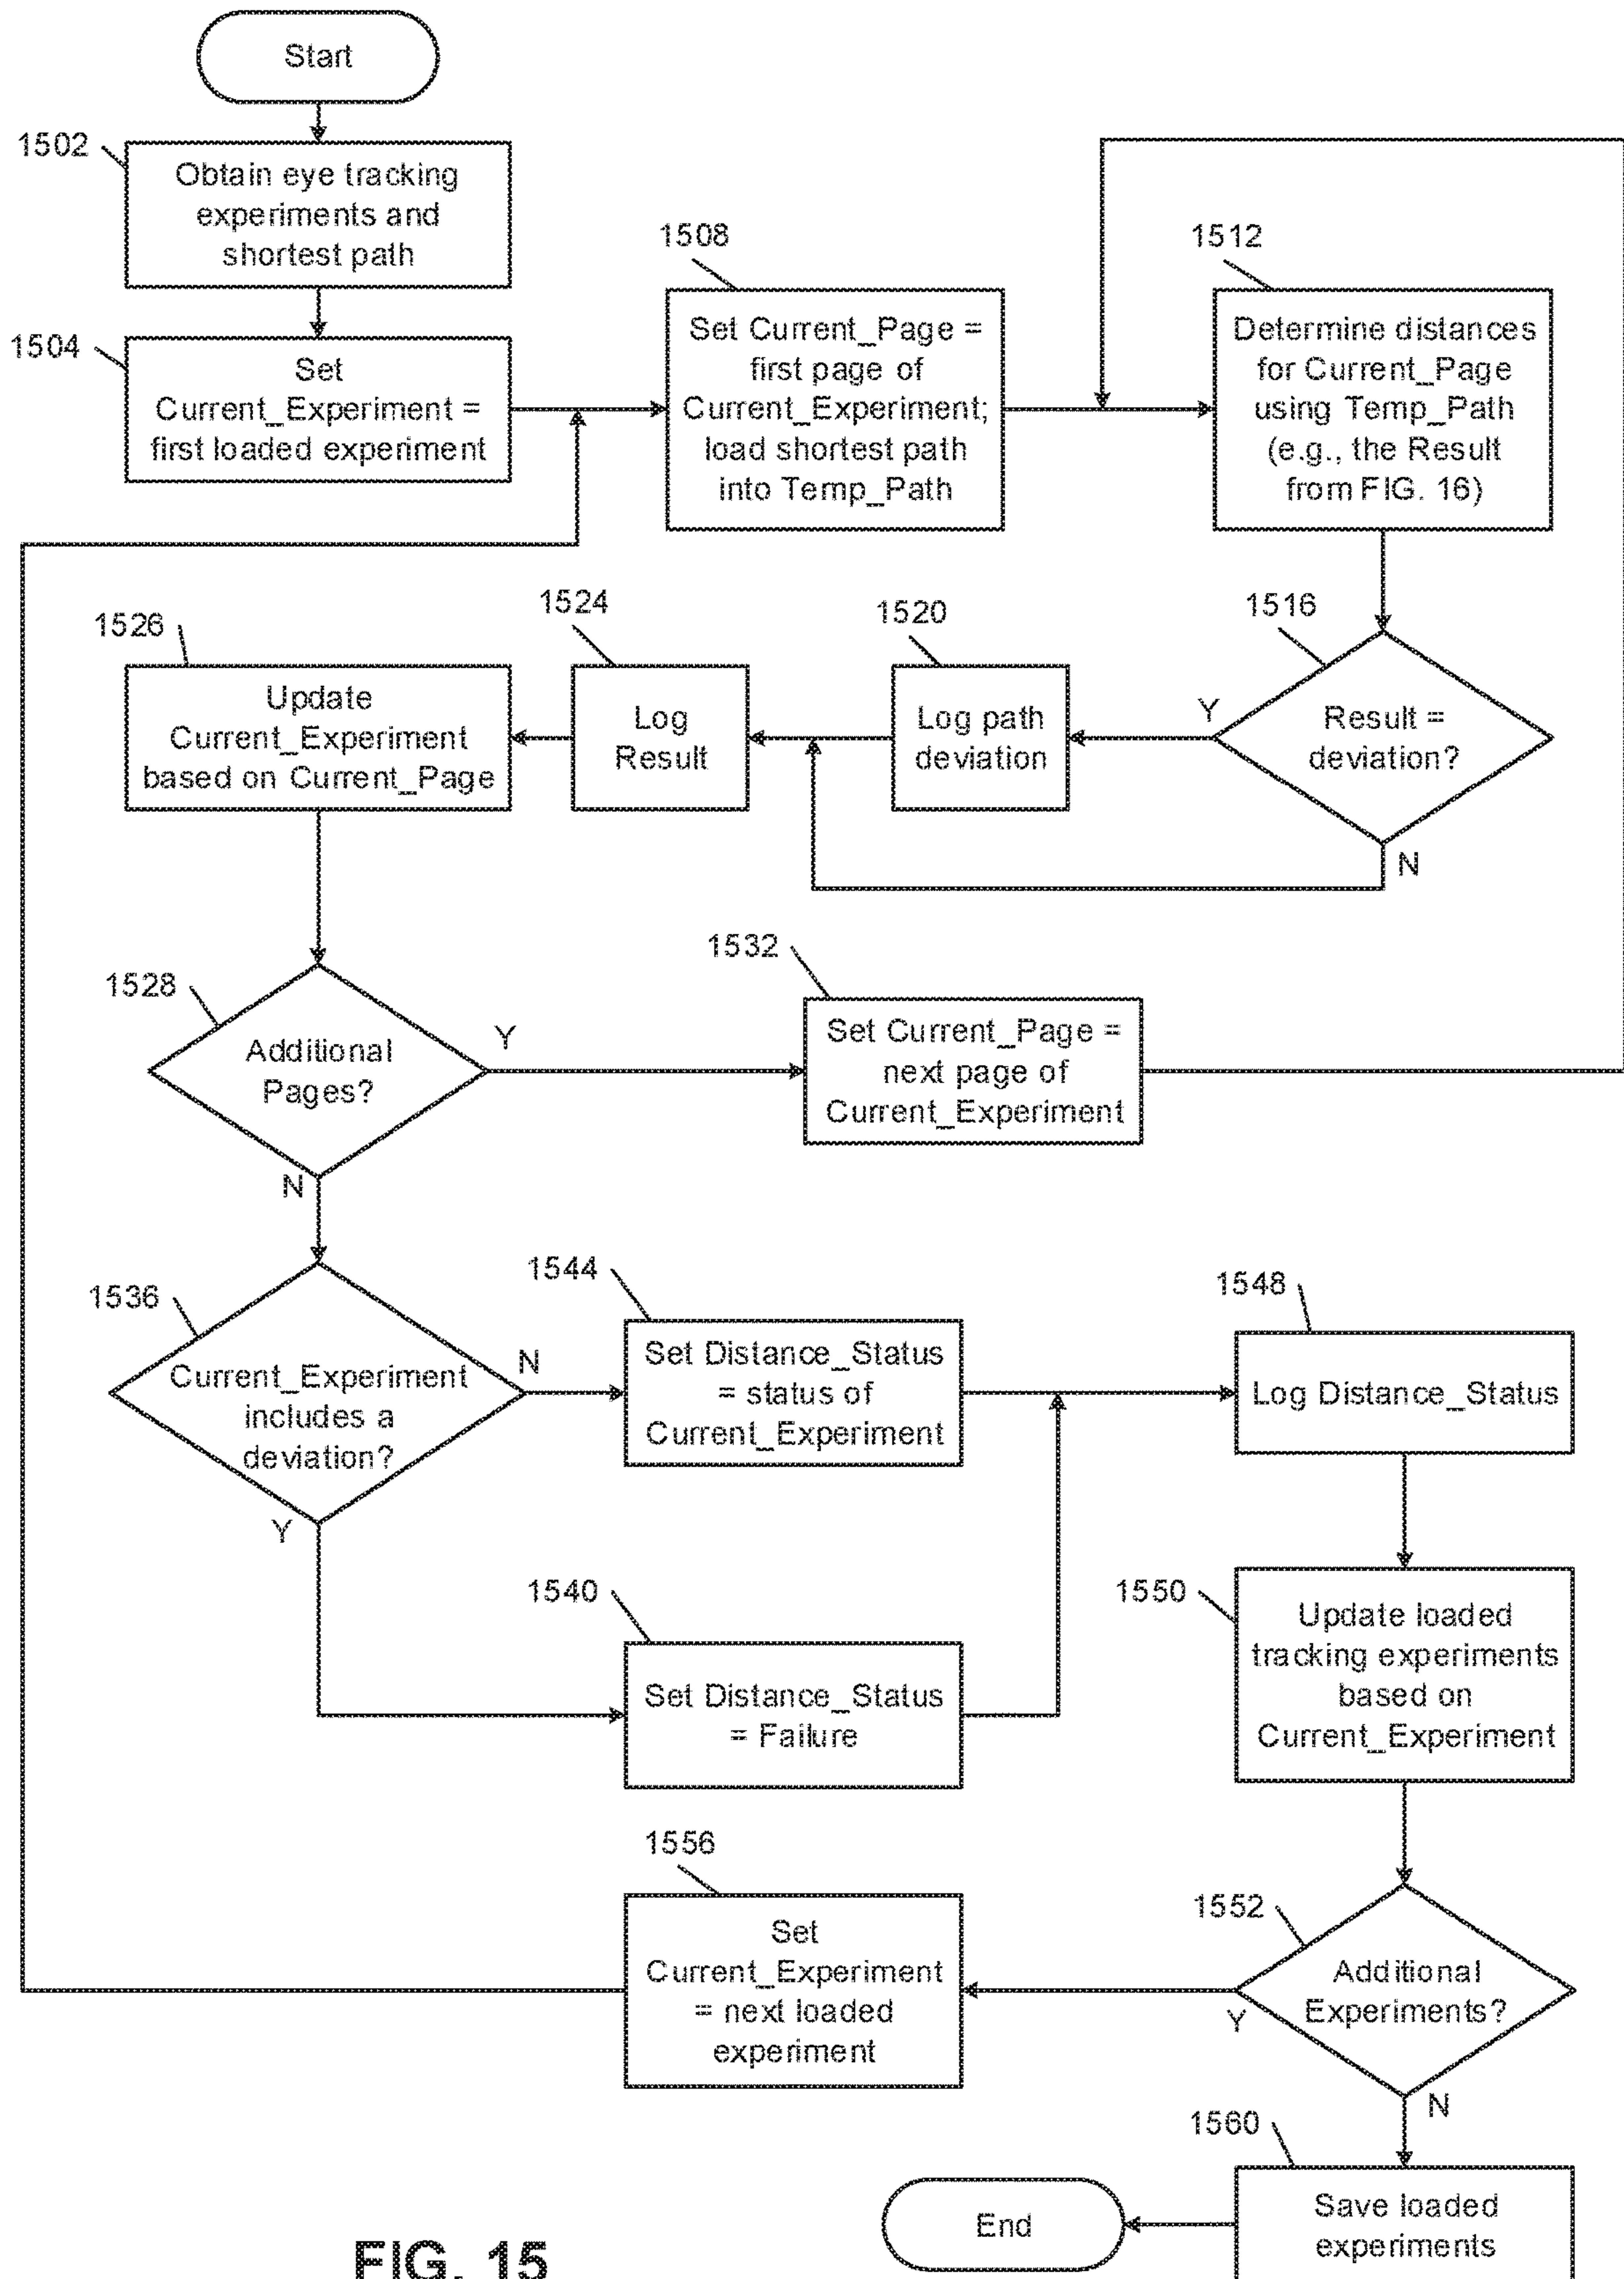 Start
1502
Obtain eye tracking
experiments and
shortest path
1504
Set
Current_Experiment =
first loaded experiment
1508
Set Current_Page =
first page of
Current_Experiment;
load shortest path
into Temp_Path
1512
Determine distances
for Current_Page
using Temp_Path
(e.g., the Result
from FIG. 16)
1516
Result =
deviation?
Y
N
1520
Log path
deviation
1524
Log
Result
1526
Update
Current_Experiment
based on Current_Page
1528
Additional
Pages?
Y
N
1532
Set Current_Page =
next page of
Current_Experiment
1536
Current_Experiment
includes a
deviation?
N
Y
1544
Set Distance_Status
= status of
Current_Experiment
1540
Set Distance_Status
= Failure
1548
Log Distance_Status
1550
Update loaded
tracking experiments
based on
Current_Experiment
1552
Additional
Experiments?
Y
N
1556
Set
Current_Experiment
= next loaded
experiment
1560
Save loaded
experiments
End
FIG. 15